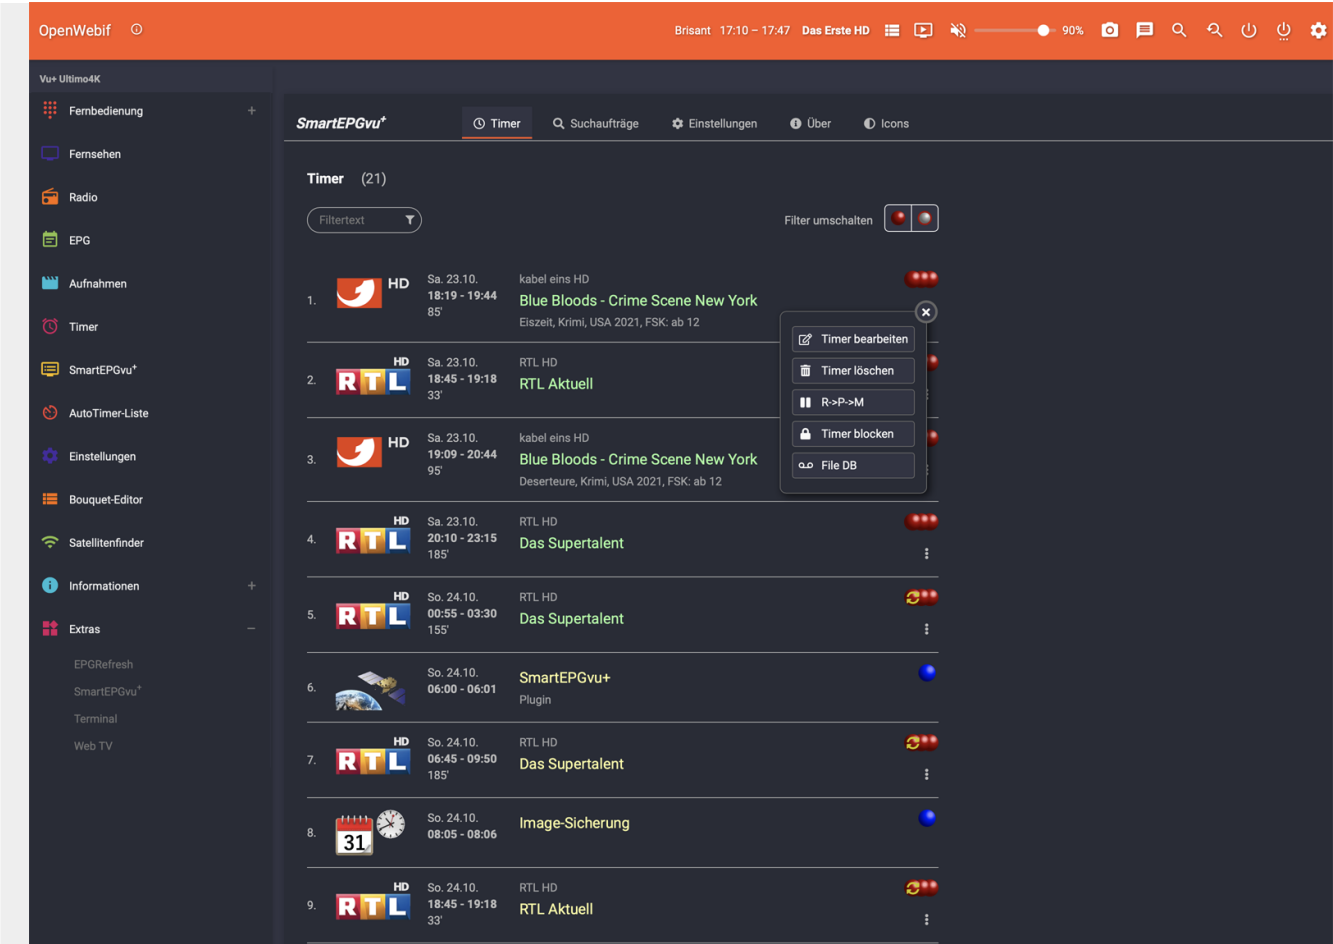 OpenWebif
Brisant 17:10 – 17:47 Das Erste HD
90%
Vu+ Ultimo4K
Fernbedienung
Fernsehen
Radio
EPG
Aufnahmen
Timer
SmartEPGvu+
AutoTimer-Liste
Einstellungen
Bouquet-Editor
Satellitenfinder
Informationen
Extras
EPGRefresh
SmartEPGvu+
Terminal
Web TV
SmartEPGvu+
Timer
Suchaufträge
Einstellungen
Über
Icons
Timer (21)
Filtertext
Filter umschalten
1.
HD
Sa. 23.10.
18:19 - 19:44
85'
kabel eins HD
Blue Bloods - Crime Scene New York
Eiszeit, Krimi, USA 2021, FSK: ab 12
Timer bearbeiten
Timer löschen
R->P->M
Timer blocken
File DB
2.
HD
RTL
Sa. 23.10.
18:45 - 19:18
33'
RTL HD
RTL Aktuell
3.
HD
Sa. 23.10.
19:09 - 20:44
95'
kabel eins HD
Blue Bloods - Crime Scene New York
Deserteure, Krimi, USA 2021, FSK: ab 12
4.
HD
RTL
Sa. 23.10.
20:10 - 23:15
185'
RTL HD
Das Supertalent
5.
HD
RTL
So. 24.10.
00:55 - 03:30
155'
RTL HD
Das Supertalent
6.
So. 24.10.
06:00 - 06:01
SmartEPGvu+
Plugin
7.
HD
RTL
So. 24.10.
06:45 - 09:50
185'
RTL HD
Das Supertalent
8.
31
So. 24.10.
08:05 - 08:06
Image-Sicherung
9.
HD
RTL
So. 24.10.
18:45 - 19:18
33'
RTL HD
RTL Aktuell